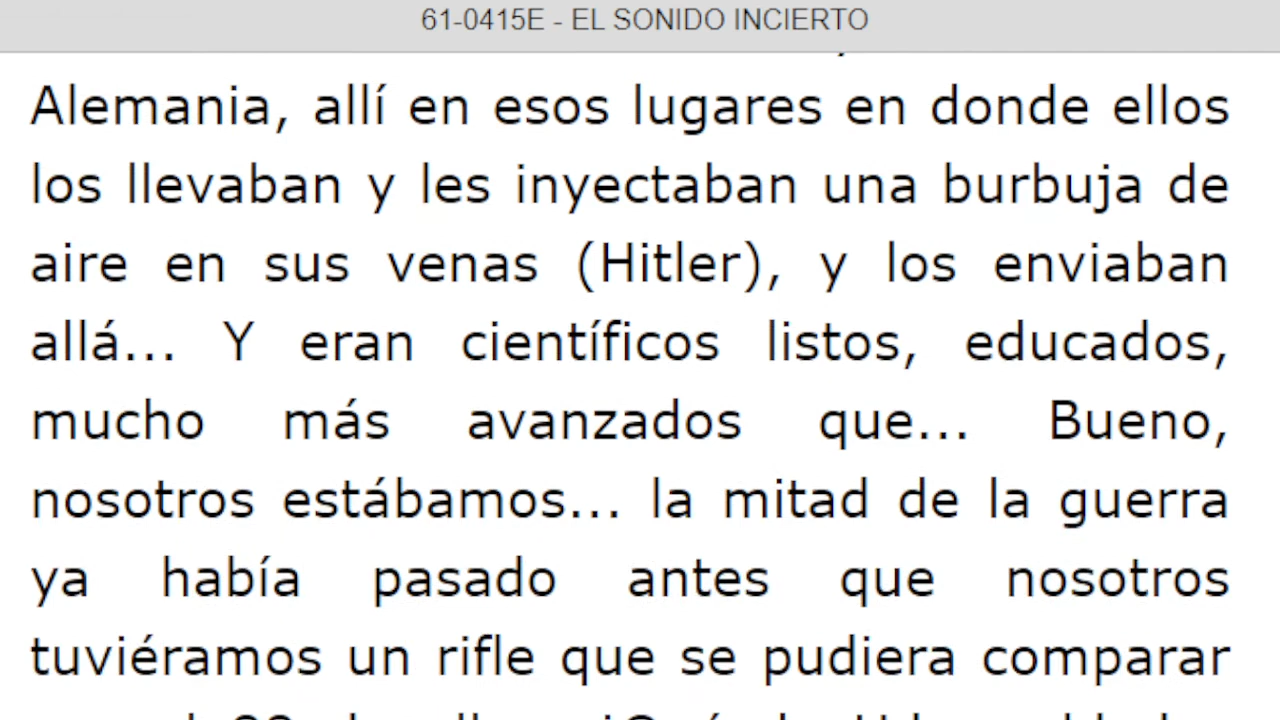 61-0415E - EL SONIDO INCIERTO
Alemania, allí en esos lugares en donde ellos
los llevaban y les inyectaban una burbuja de
aire en sus venas (Hitler), y los enviaban
allá... Y eran científicos listos, educados,
mucho más avanzados que... Bueno,
nosotros estábamos... la mitad de la guerra
ya había pasado antes que nosotros
tuviéramos un rifle que se pudiera comparar